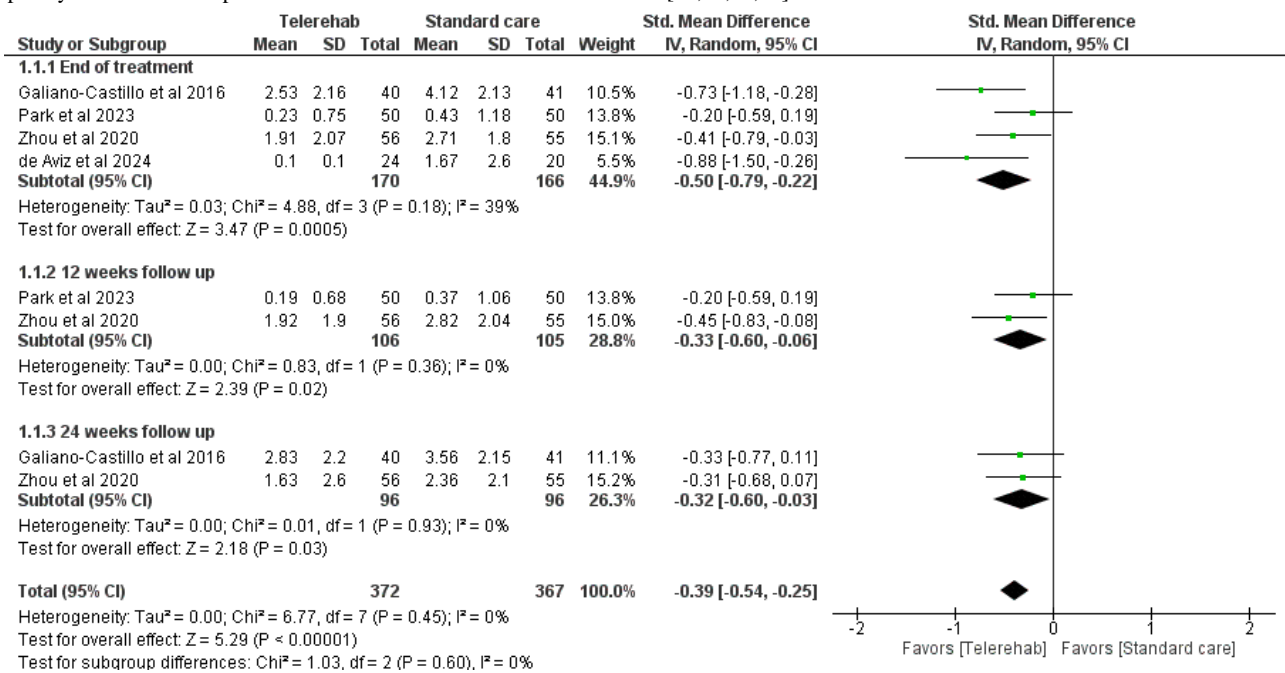 Telerehab Standard care Std. Mean Difference Std. Mean Difference
Study or Subgroup Mean SD Total Mean SD Total Weight IV, Random, 95% CI IV, Random, 95% CI
1.1.1 End of treatment
Galiano-Castillo et al 2016 2.53 2.16 40 4.12 2.13 41 10.5% -0.73 [-1.18, -0.28]
Park et al 2023 0.23 0.75 50 0.43 1.18 50 13.8% -0.20 [-0.59, 0.19]
Zhou et al 2020 1.91 2.07 56 2.71 1.8 55 15.1% -0.41 [-0.79, -0.03]
de Aviz et al 2024 0.1 0.1 24 1.67 2.6 20 5.5% -0.88 [-1.50, -0.26]
Subtotal (95% CI) 170 166 44.9% -0.50 [-0.79, -0.22]
Heterogeneity: Tau² = 0.03; Chi² = 4.88, df = 3 (P = 0.18); I² = 39%
Test for overall effect: Z = 3.47 (P = 0.0005)
1.1.2 12 weeks follow up
Park et al 2023 0.19 0.68 50 0.37 1.06 50 13.8% -0.20 [-0.59, 0.19]
Zhou et al 2020 1.92 1.9 56 2.82 2.04 55 15.0% -0.45 [-0.83, -0.08]
Subtotal (95% CI) 106 105 28.8% -0.33 [-0.60, -0.06]
Heterogeneity: Tau² = 0.00; Chi² = 0.83, df = 1 (P = 0.36); I² = 0%
Test for overall effect: Z = 2.39 (P = 0.02)
1.1.3 24 weeks follow up
Galiano-Castillo et al 2016 2.83 2.2 40 3.56 2.15 41 11.1% -0.33 [-0.77, 0.11]
Zhou et al 2020 1.63 2.6 56 2.36 2.1 55 15.2% -0.31 [-0.68, 0.07]
Subtotal (95% CI) 96 96 26.3% -0.32 [-0.60, -0.03]
Heterogeneity: Tau² = 0.00; Chi² = 0.01, df = 1 (P = 0.93); I² = 0%
Test for overall effect: Z = 2.18 (P = 0.03)
Total (95% CI) 372 367 100.0% -0.39 [-0.54, -0.25]
Heterogeneity: Tau² = 0.00; Chi² = 6.77, df = 7 (P = 0.45); I² = 0%
Test for overall effect: Z = 5.29 (P < 0.00001)
Test for subgroup differences: Chi² = 1.03, df = 2 (P = 0.60), I² = 0%
-2 -1 0 1 2
Favors [Telerehab] Favors [Standard care]